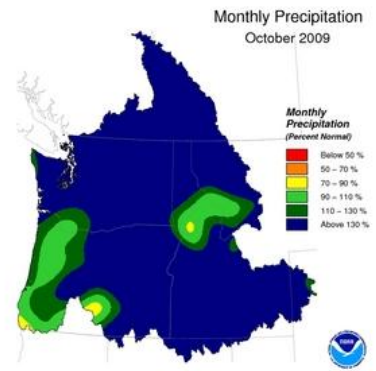 Monthly Precipitation
October 2009
Monthly
Precipitation
(Percent Normal)
Below 50 %
50 – 70 %
70 – 90 %
90 – 110 %
110 – 130 %
Above 130 %
NOAA